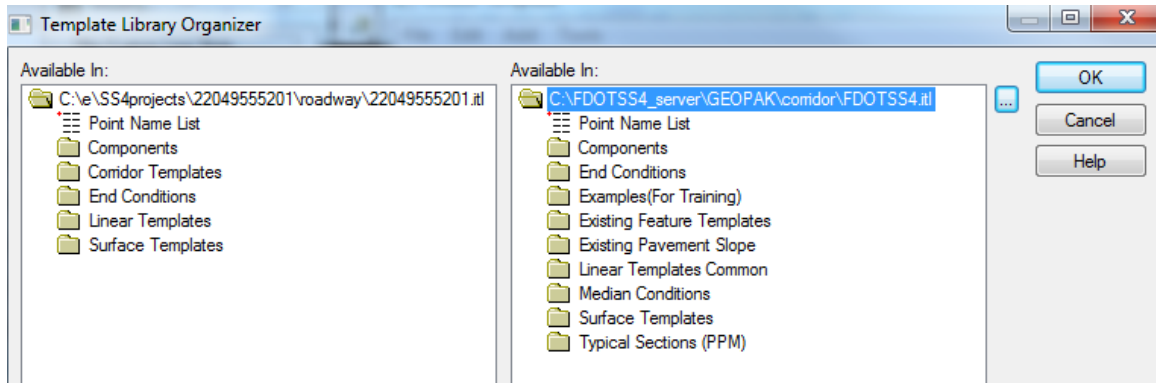 Template Library Organizer
Available In:
C:\e\SS4projects\22049555201\roadway\22049555201.itl
Point Name List
Components
Corridor Templates
End Conditions
Linear Templates
Surface Templates
Available In:
C:\FDOTSS4_server\GEOPAK\corridor\FDOTSS4.itl
Point Name List
Components
End Conditions
Examples(For Training)
Existing Feature Templates
Existing Pavement Slope
Linear Templates Common
Median Conditions
Surface Templates
Typical Sections (PPM)
...
OK
Cancel
Help